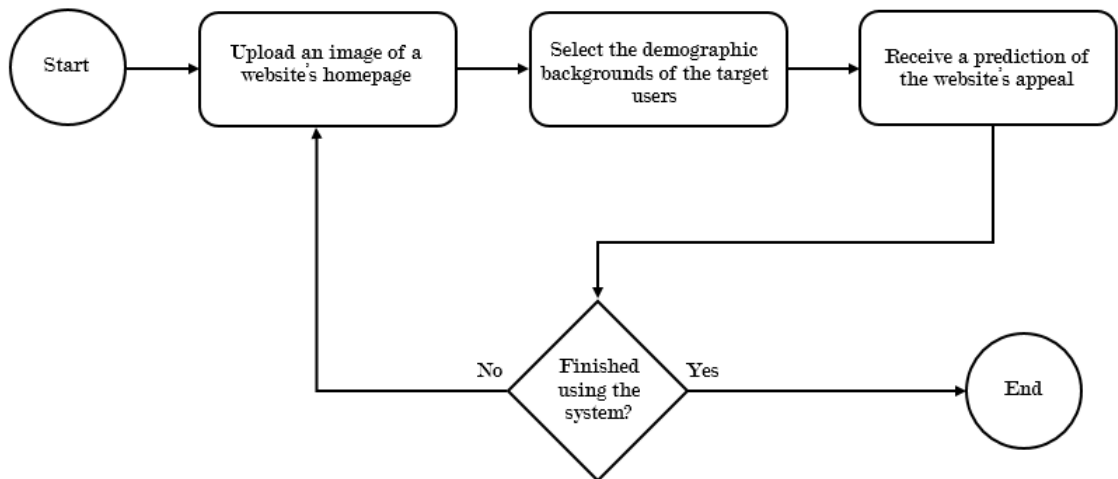 Start
Upload an image of a
website's homepage
Select the demographic
backgrounds of the target
users
Receive a prediction of
the website's appeal
No
Finished
using the
system?
Yes
End